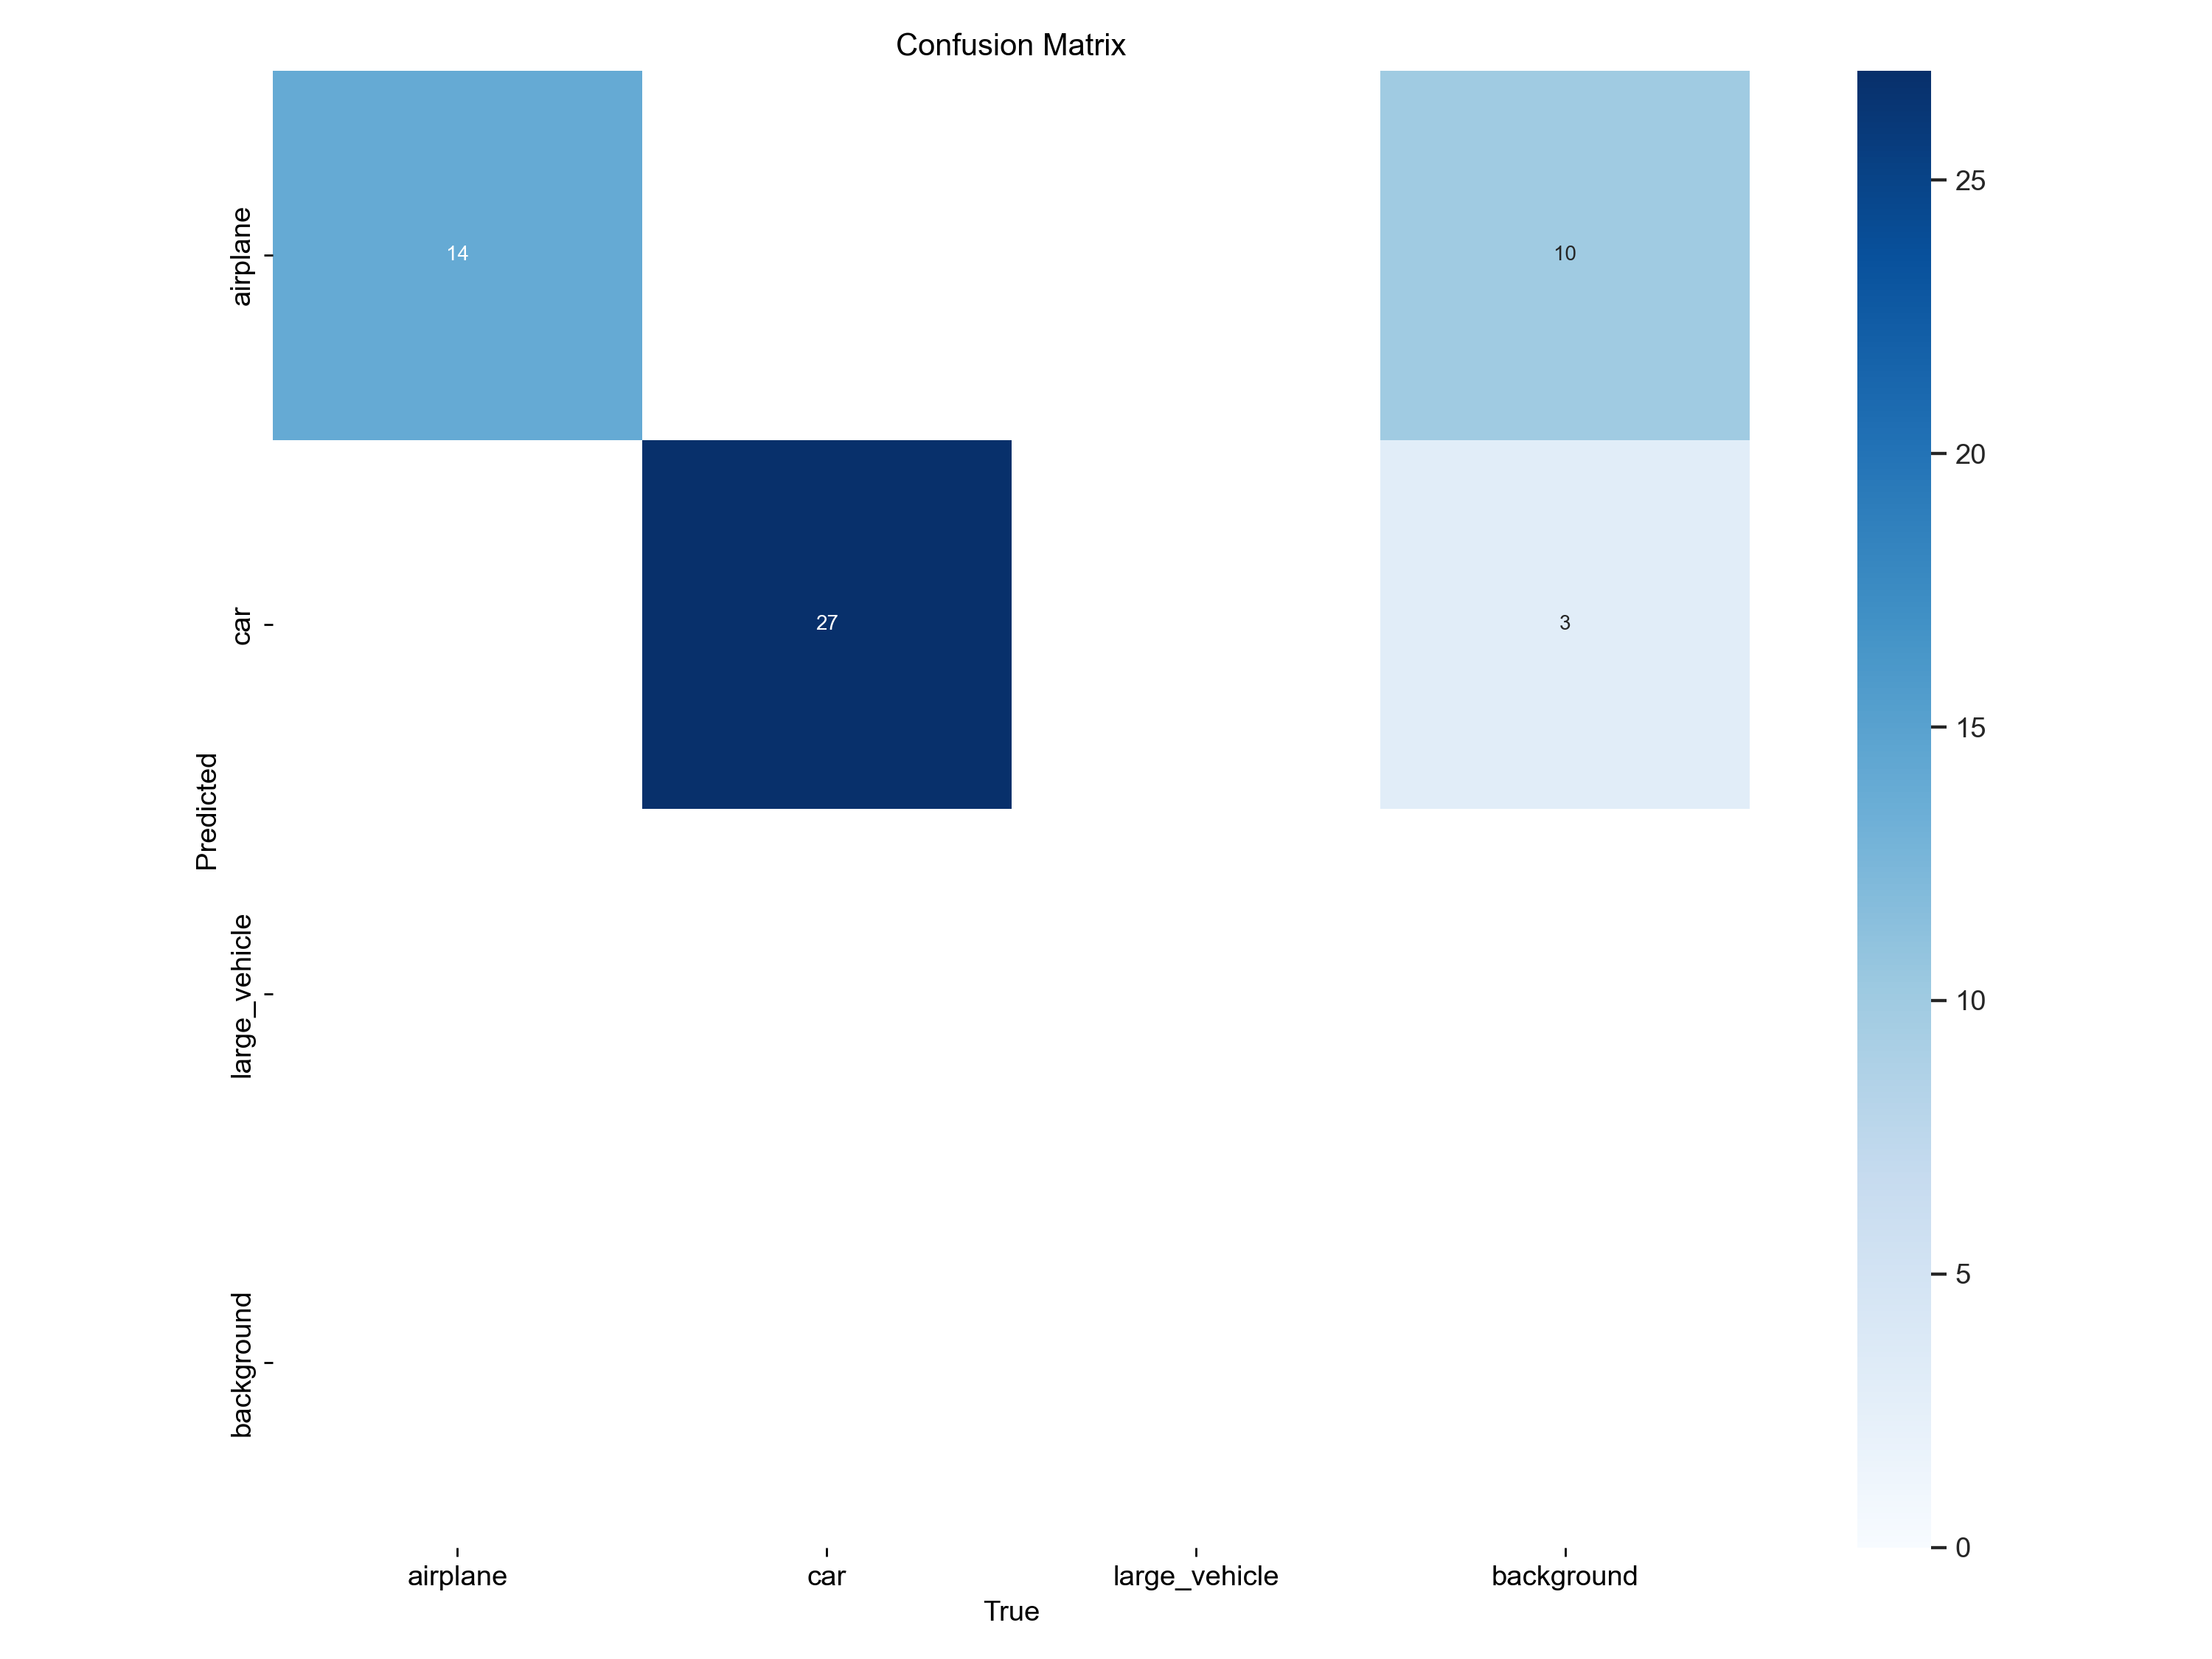 Confusion Matrix
airplane
14
10
25
20
car
27
3
15
Predicted
large_vehicle
10
background
5
0
airplane
car
large_vehicle
background
True